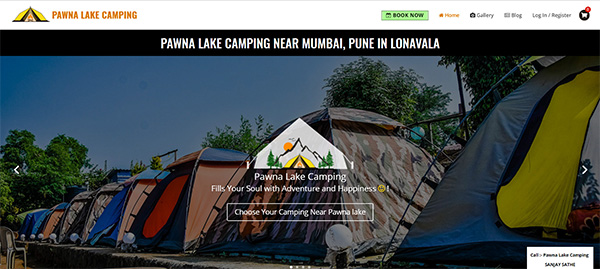 PAWNA LAKE CAMPING
BOOK NOW Home Gallery Blog Log In / Register
PAWNA LAKE CAMPING NEAR MUMBAI, PUNE IN LONAVALA
Pawna Lake Camping
Fills Your Soul with Adventure and Happiness 😊 !
Choose Your Camping Near Pawna lake
Call :- Pawna Lake Camping
SANJAY SATHI